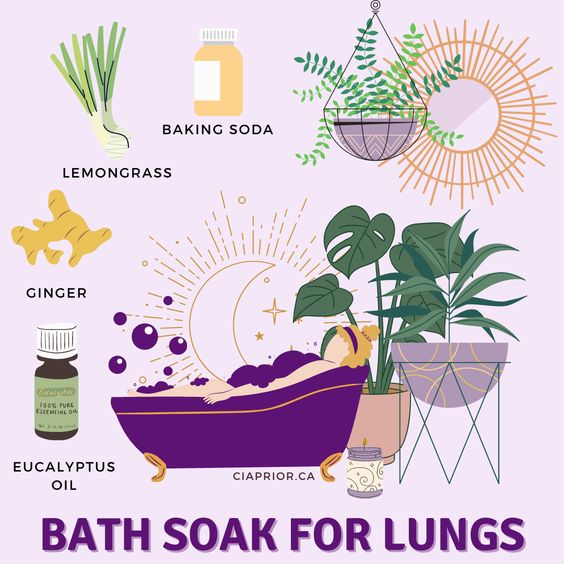 BAKING SODA
LEMONGRASS
GINGER
Eucalyptus
100% PURE
ESSENTIAL OIL
EUCALYPTUS
OIL
CIAPRIOR.CA
BATH SOAK FOR LUNGS